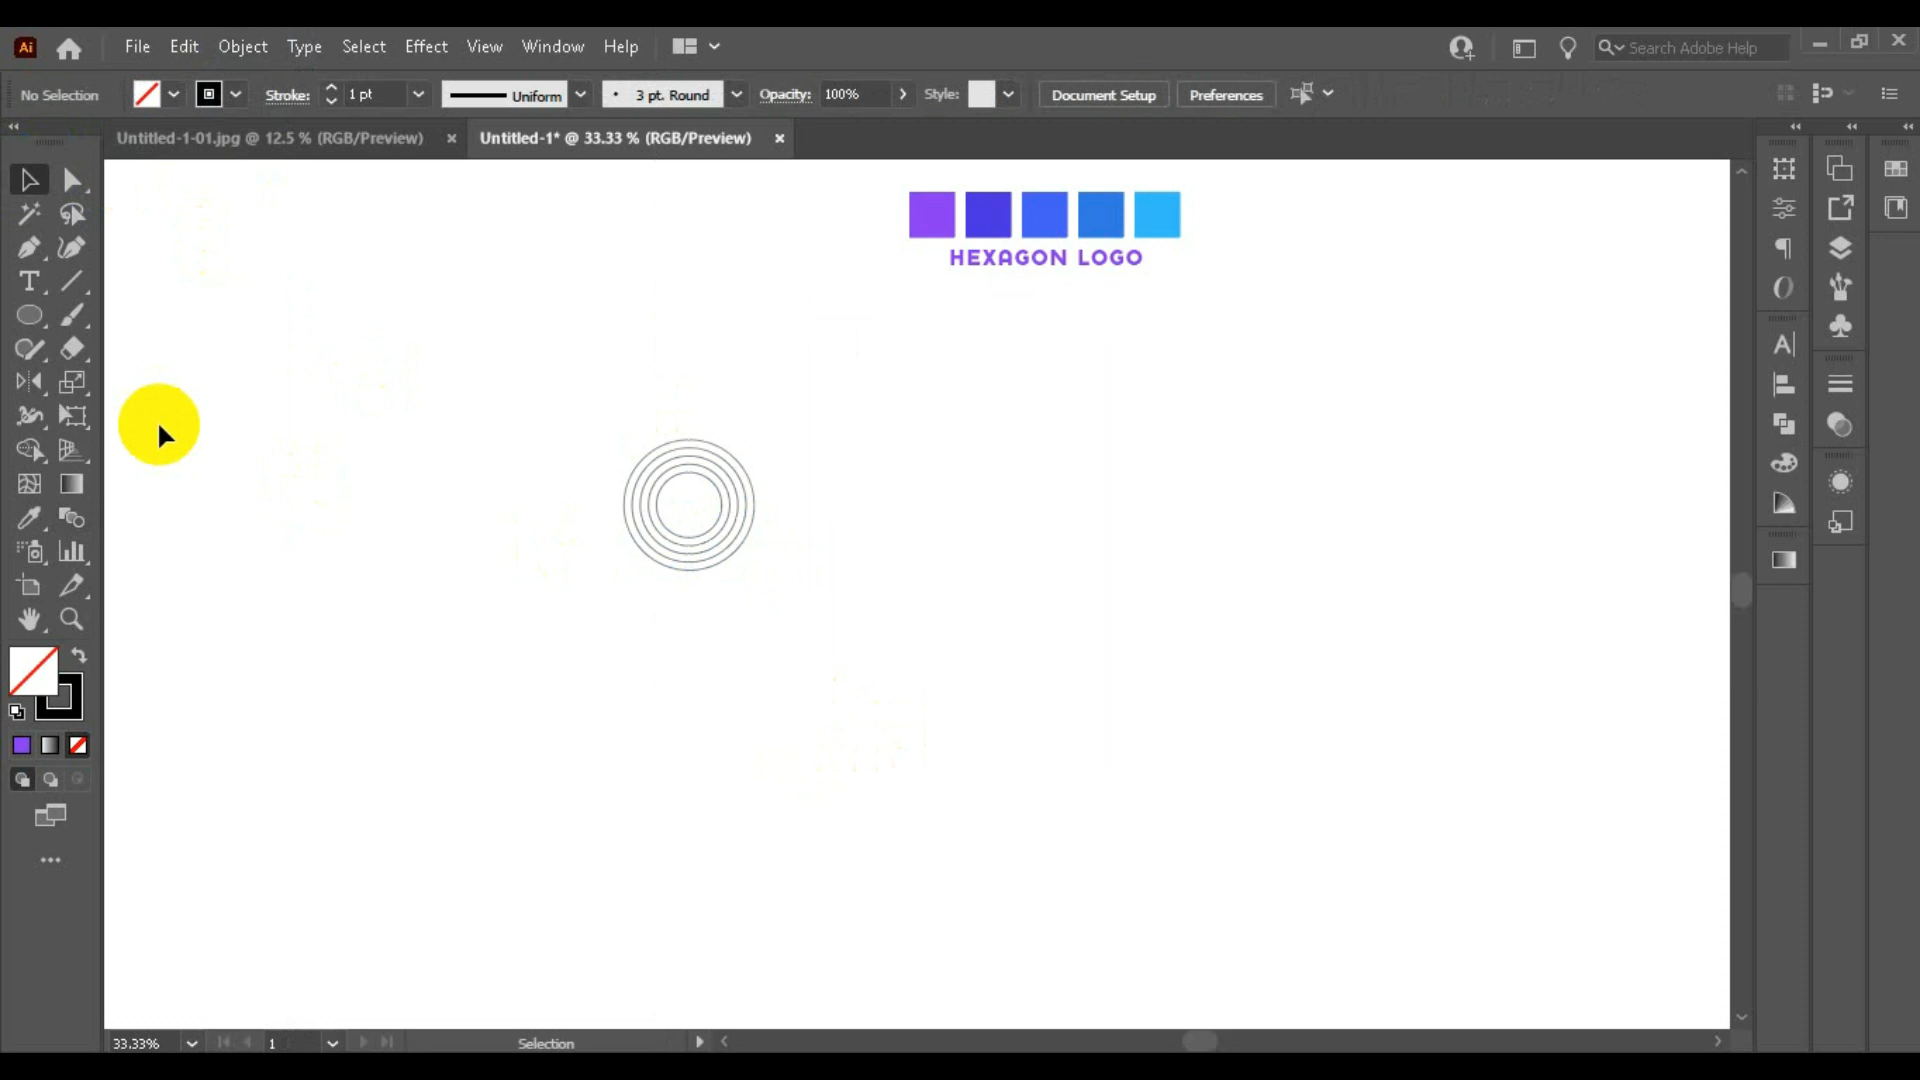 Ai File Edit Object Type Select Effect View Window Help Search Adobe Help
No Selection Stroke: 1 pt Uniform 3 pt. Round Opacity: 100% Style: Document Setup Preferences
Untitled-1-01.jpg @ 12.5 % (RGB/Preview) Untitled-1* @ 33.33 % (RGB/Preview)
HEXAGON LOGO
33.33% 1 Selection